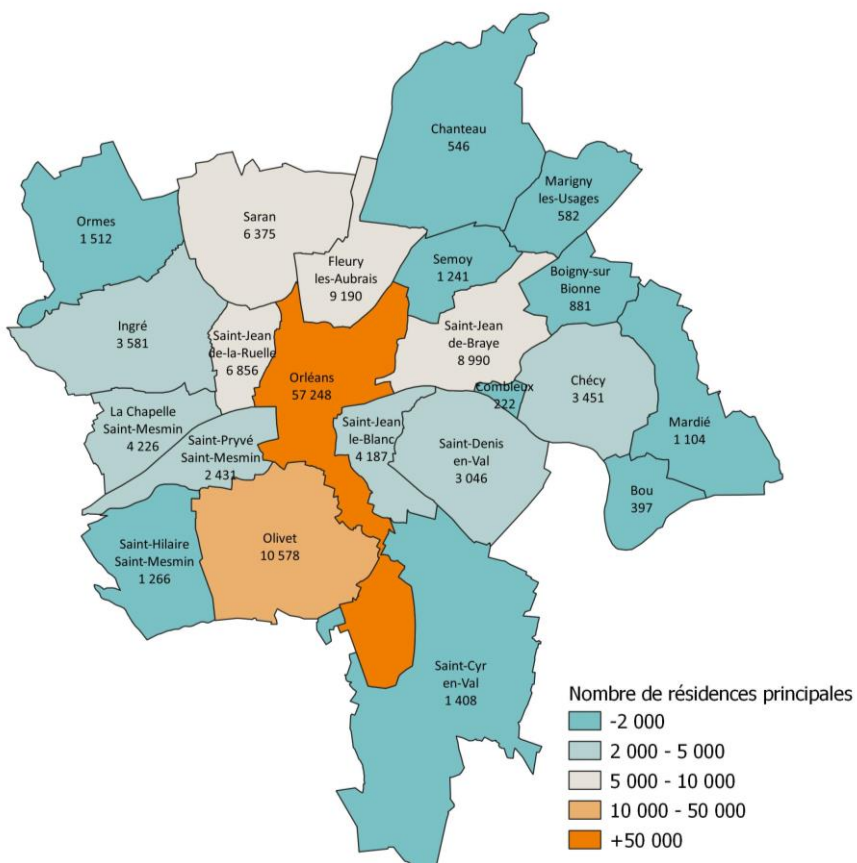 Chanteau
546
Marigny
les-Usages
582
Ormes
1 512
Saran
6 375
Fleury
les-Aubrais
9 190
Semoy
1 241
Boigny-sur
Bionne
881
Ingré
3 581
Saint-Jean
de-la-Ruelle
6 856
Orléans
57 248
Saint-Jean
de-Braye
8 990
Combleux
222
Chécy
3 451
Mardié
1 104
La Chapelle
Saint-Mesmin
4 226
Saint-Pryvé
Saint-Mesmin
2 431
Saint-Jean
le-Blanc
4 187
Saint-Denis
en-Val
3 046
Bou
397
Saint-Hilaire
Saint-Mesmin
1 266
Olivet
10 578
Saint-Cyr
en-Val
1 408
Nombre de résidences principales
-2 000
2 000 - 5 000
5 000 - 10 000
10 000 - 50 000
+50 000